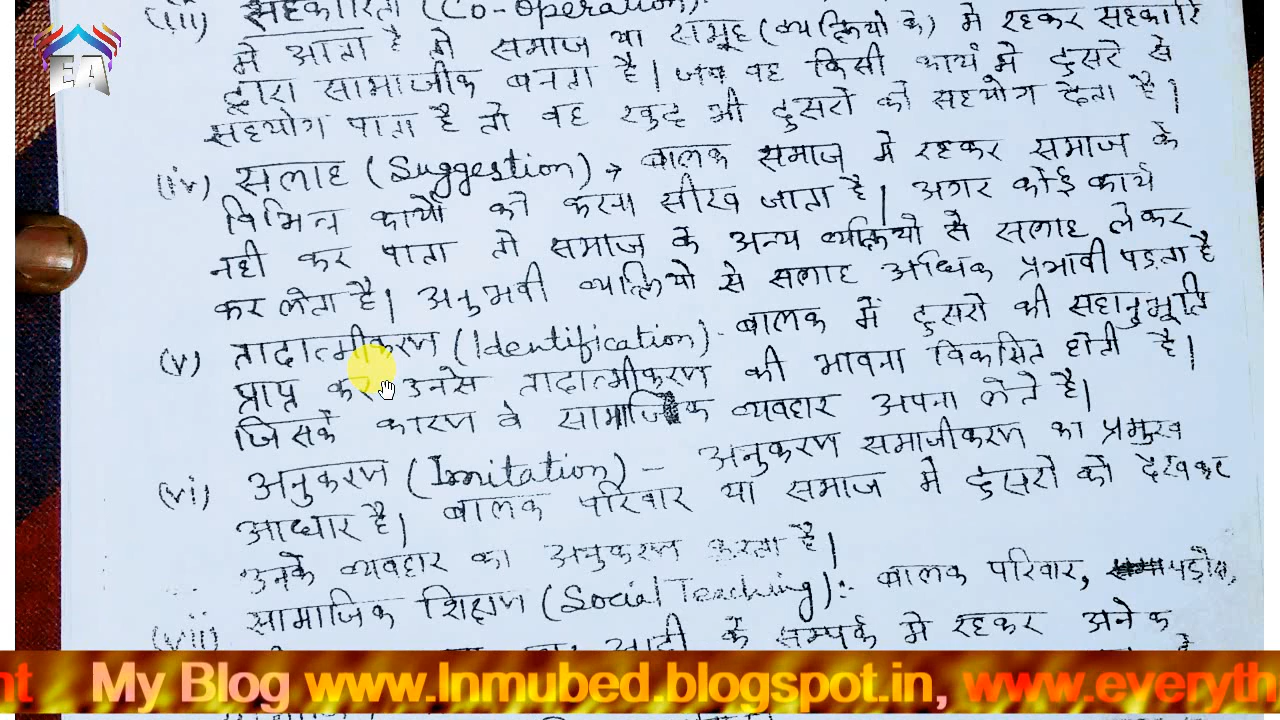 EA
(iii) सहकारिता (Co-operation):
में आता है तो समाज या समूह (व्यक्तियो के) में रहकर सहकारि
द्वारा सामाजीक बनता है। जब वह किसी कार्य मे दुसरे से
सहयोग पाता है तो वह खुद भी दुसरो को सहयोग देता है।
(iv) सलाह (Suggestion) → बालक समाज मे रहकर समाज के
विभिन्न कार्यो को करना सीख जाता है। अगर कोई कार्य
नही कर पाता तो समाज के अन्य व्यक्तियो से सलाह लेकर
कर लेता है। अनुभवी व्यक्तियो से सलाह अधिक प्रभावी पड़ता है
(v) तादात्मीकरण (Identification)- बालक में दुसरो की सहानुभूति
प्राप्त कर उनसे तादात्मीकरण की भावना विकसित होती है।
जिसके कारण वे सामाजिक व्यवहार अपना लेते है।
(vi) अनुकरण (Imitation) - अनुकरण समाजीकरण का प्रमुख
आधार है। बालक परिवार या समाज मे दुसरो को देखकर
उनके व्यवहार का अनुकरण करता है।
(vii) सामाजिक शिक्षण (Social Teaching):- बालक परिवार, पड़ोस,
आदी के सम्पर्क मे रहकर अनेक
nt My Blog www.Inmubed.blogspot.in, www.everyth